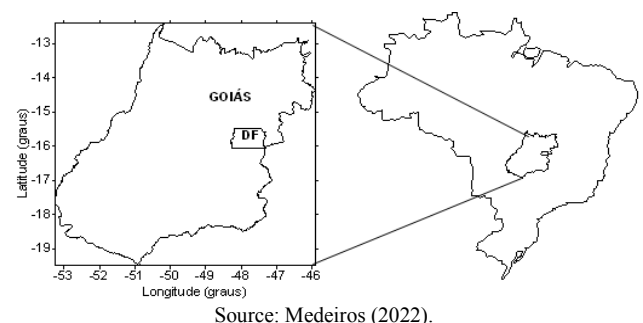 -13
-14
-15
-16
-17
-18
-19
Latitude (graus)
GOIÁS
DF
-53 -52 -51 -50 -49 -48 -47 -46
Longitude (graus)
Source: Medeiros (2022).